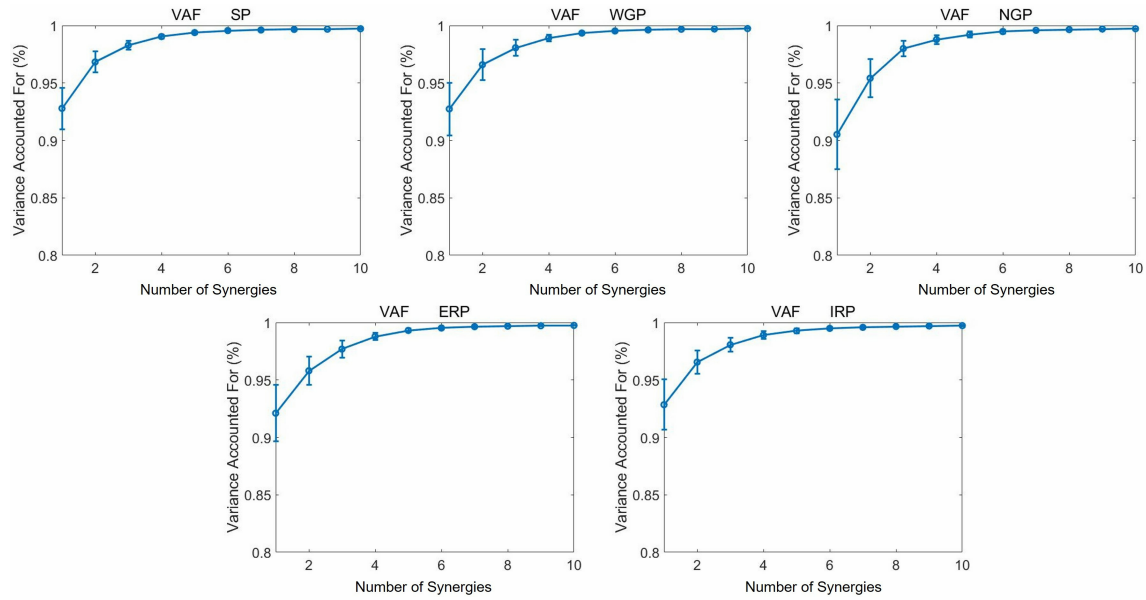 VAF SP
Variance Accounted For (%)
1
0.95
0.9
0.85
0.8
2 4 6 8 10
Number of Synergies
VAF WGP
Variance Accounted For (%)
1
0.95
0.9
0.85
0.8
2 4 6 8 10
Number of Synergies
VAF NGP
Variance Accounted For (%)
1
0.95
0.9
0.85
0.8
2 4 6 8 10
Number of Synergies
VAF ERP
Variance Accounted For (%)
1
0.95
0.9
0.85
0.8
2 4 6 8 10
Number of Synergies
VAF IRP
Variance Accounted For (%)
1
0.95
0.9
0.85
0.8
2 4 6 8 10
Number of Synergies